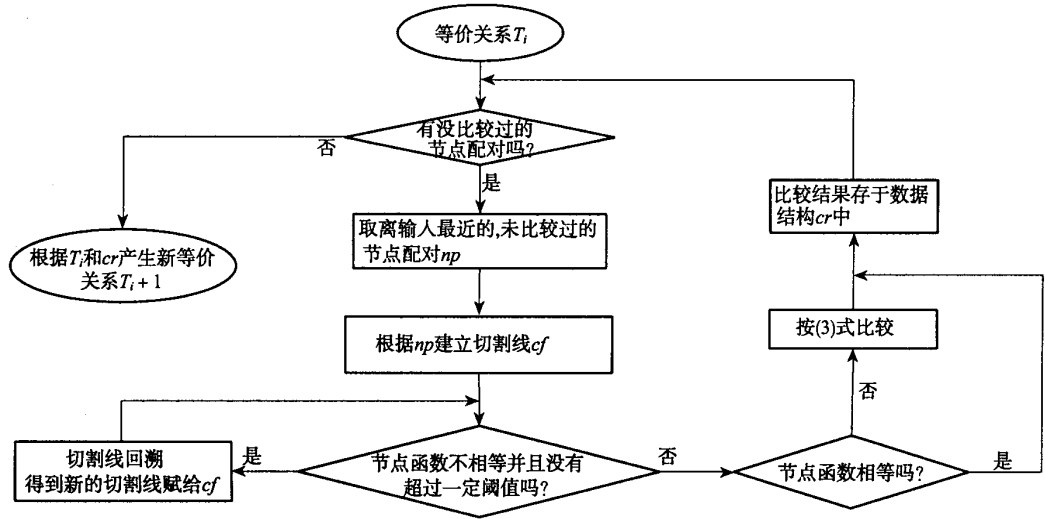 等价关系Ti
有没比较过的
节点配对吗?
否
是
比较结果存于数据
结构cr中
取离输人最近的,未比较过的
节点配对np
根据Ti和cr产生新等价
关系Ti + 1
按(3)式比较
根据np建立切割线cf
否
切割线回溯
得到新的切割线赋给cf
是
节点函数不相等并且没有
超过一定阈值吗?
否
节点函数相等吗?
是